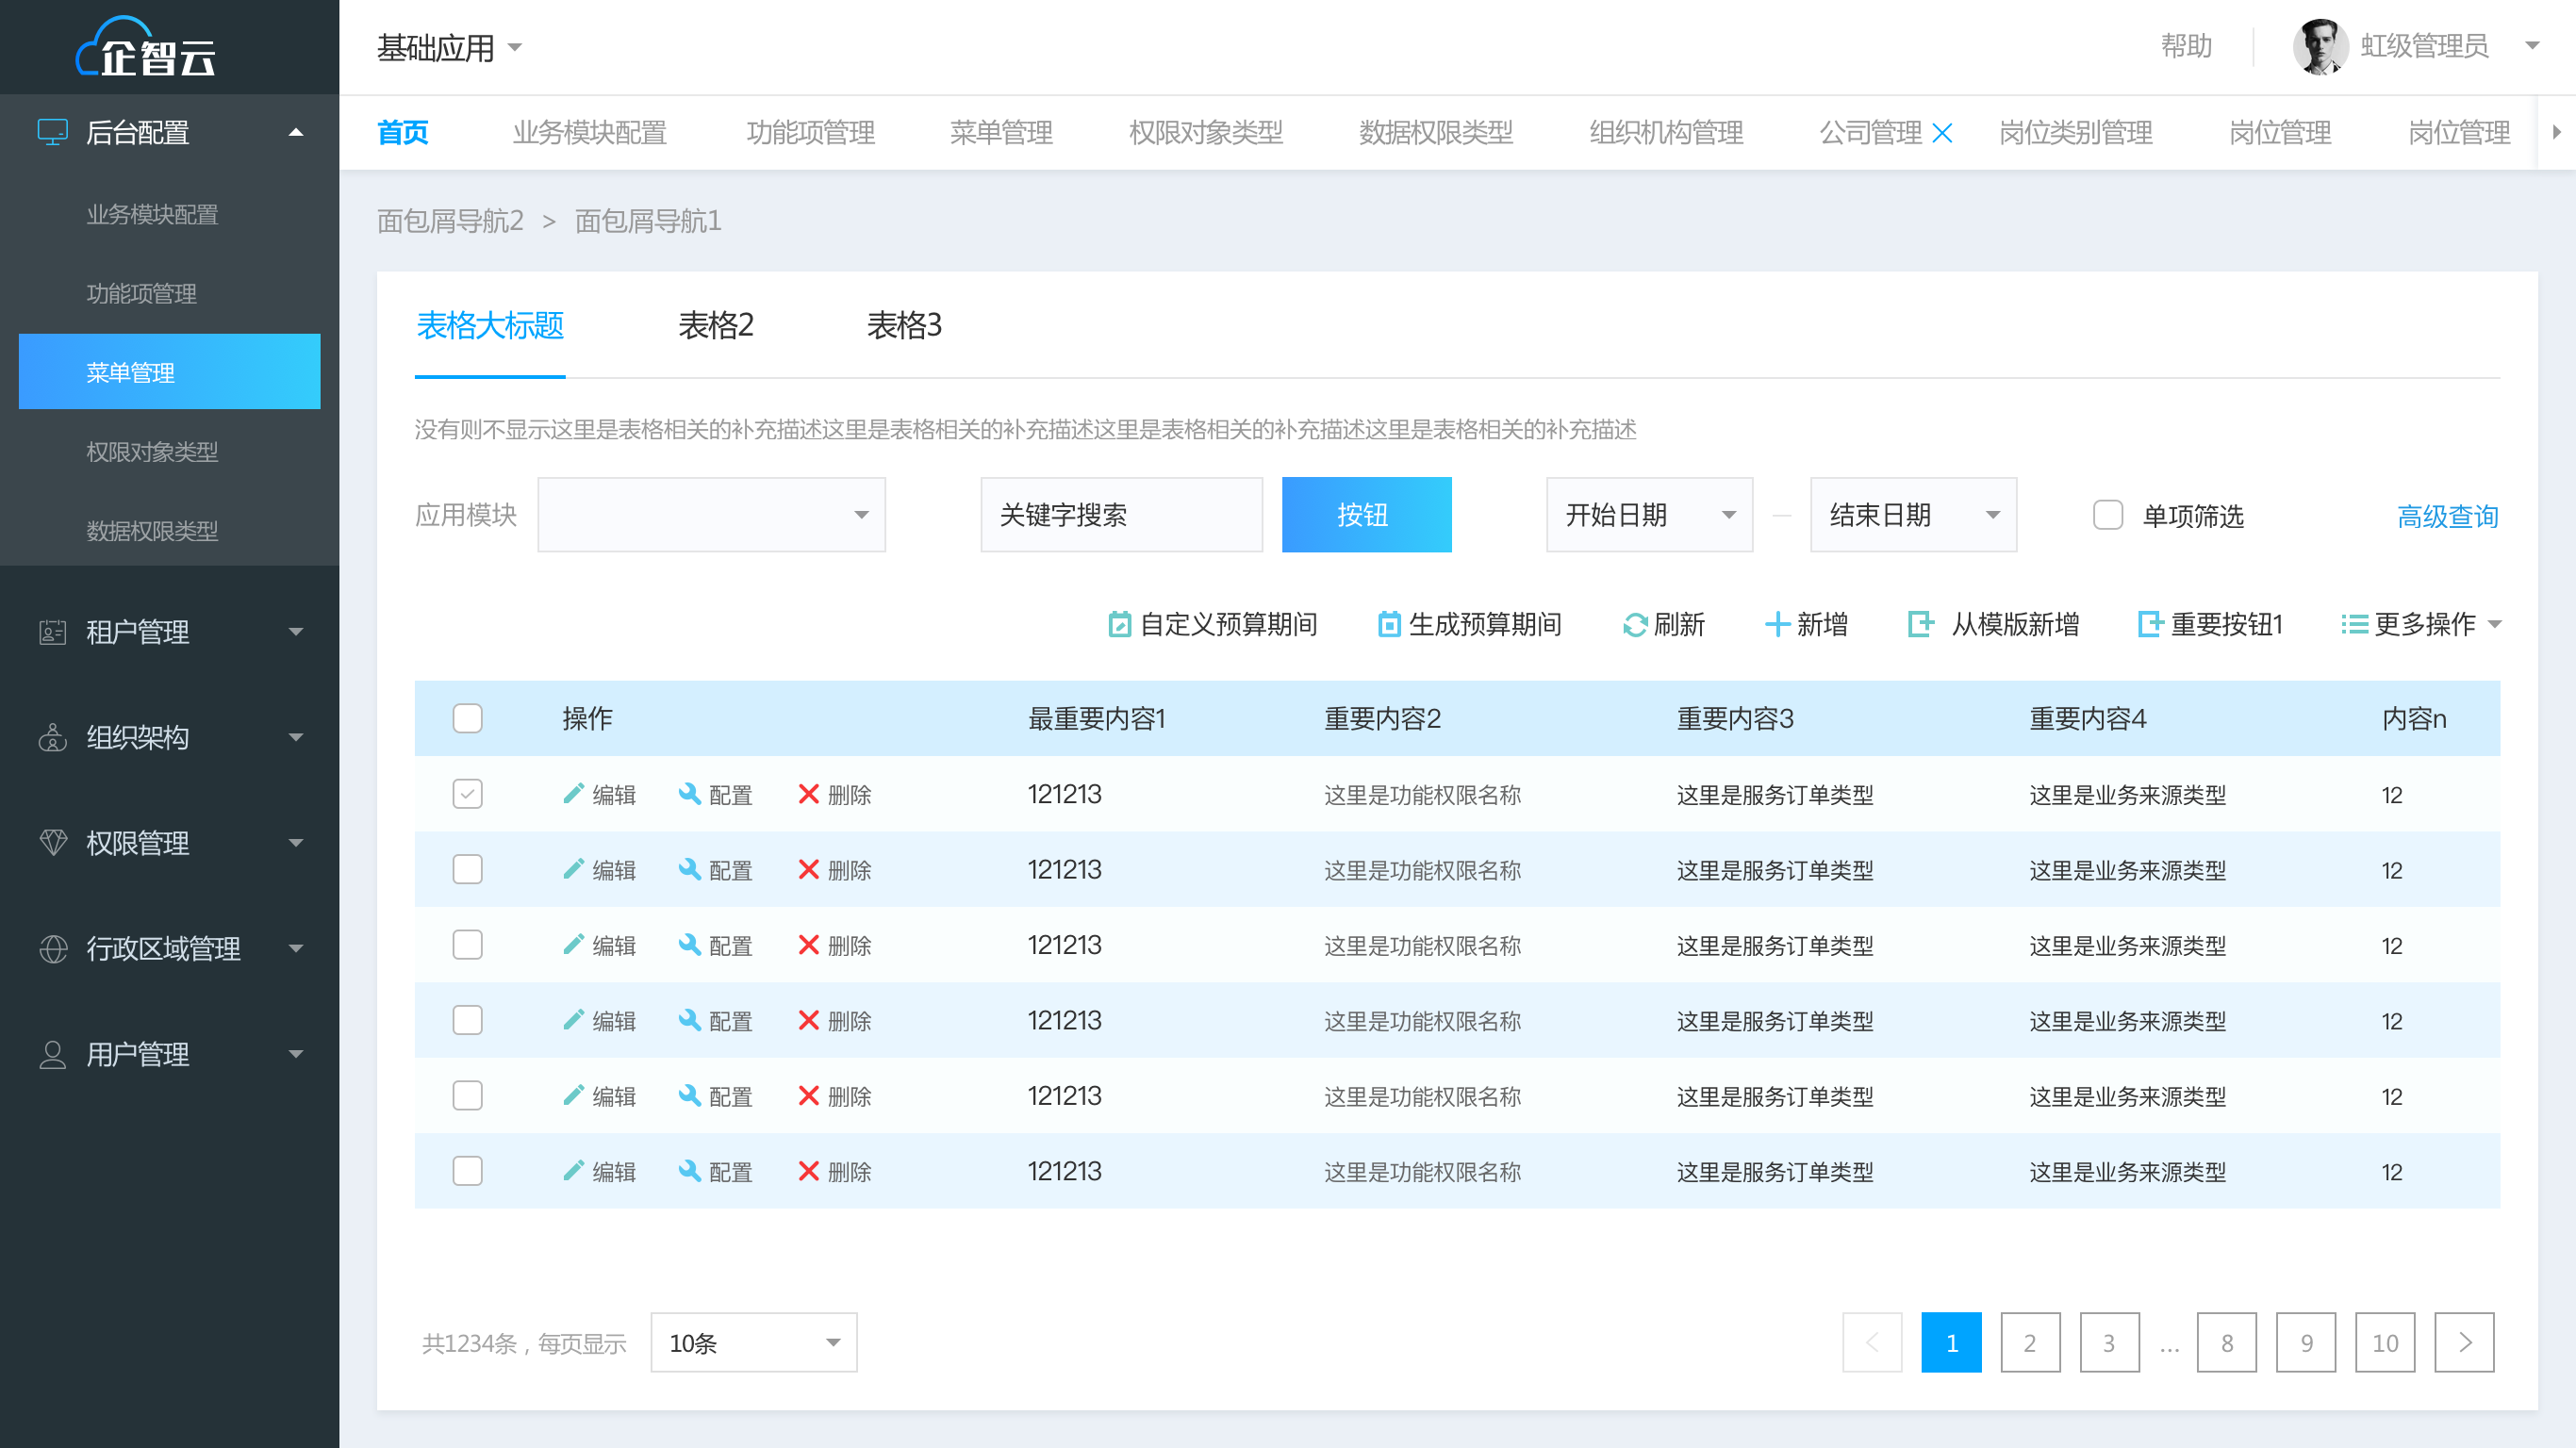 企智云
基础应用
帮助
虹级管理员
后台配置
业务模块配置
功能项管理
菜单管理
权限对象类型
数据权限类型
租户管理
组织架构
权限管理
行政区域管理
用户管理
首页 业务模块配置 功能项管理 菜单管理 权限对象类型 数据权限类型 组织机构管理 公司管理 岗位类别管理 岗位管理 岗位管理
面包屑导航2 > 面包屑导航1
表格大标题 表格2 表格3
没有则不显示这里是表格相关的补充描述这里是表格相关的补充描述这里是表格相关的补充描述这里是表格相关的补充描述
应用模块 关键字搜索 按钮 开始日期 — 结束日期 单项筛选 高级查询
自定义预算期间 生成预算期间 刷新 新增 从模版新增 重要按钮1 更多操作
操作 最重要内容1 重要内容2 重要内容3 重要内容4 内容n
编辑 配置 删除 121213 这里是功能权限名称 这里是服务订单类型 这里是业务来源类型 12
编辑 配置 删除 121213 这里是功能权限名称 这里是服务订单类型 这里是业务来源类型 12
编辑 配置 删除 121213 这里是功能权限名称 这里是服务订单类型 这里是业务来源类型 12
编辑 配置 删除 121213 这里是功能权限名称 这里是服务订单类型 这里是业务来源类型 12
编辑 配置 删除 121213 这里是功能权限名称 这里是服务订单类型 这里是业务来源类型 12
编辑 配置 删除 121213 这里是功能权限名称 这里是服务订单类型 这里是业务来源类型 12
共1234条，每页显示 10条 < 1 2 3 ... 8 9 10 >